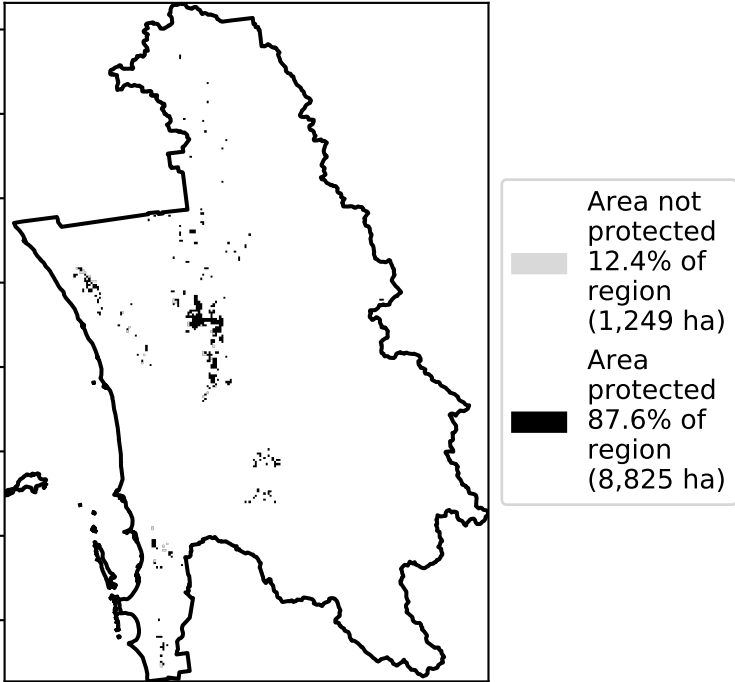 Area not
protected
12.4% of
region
(1,249 ha)
Area
protected
87.6% of
region
(8,825 ha)